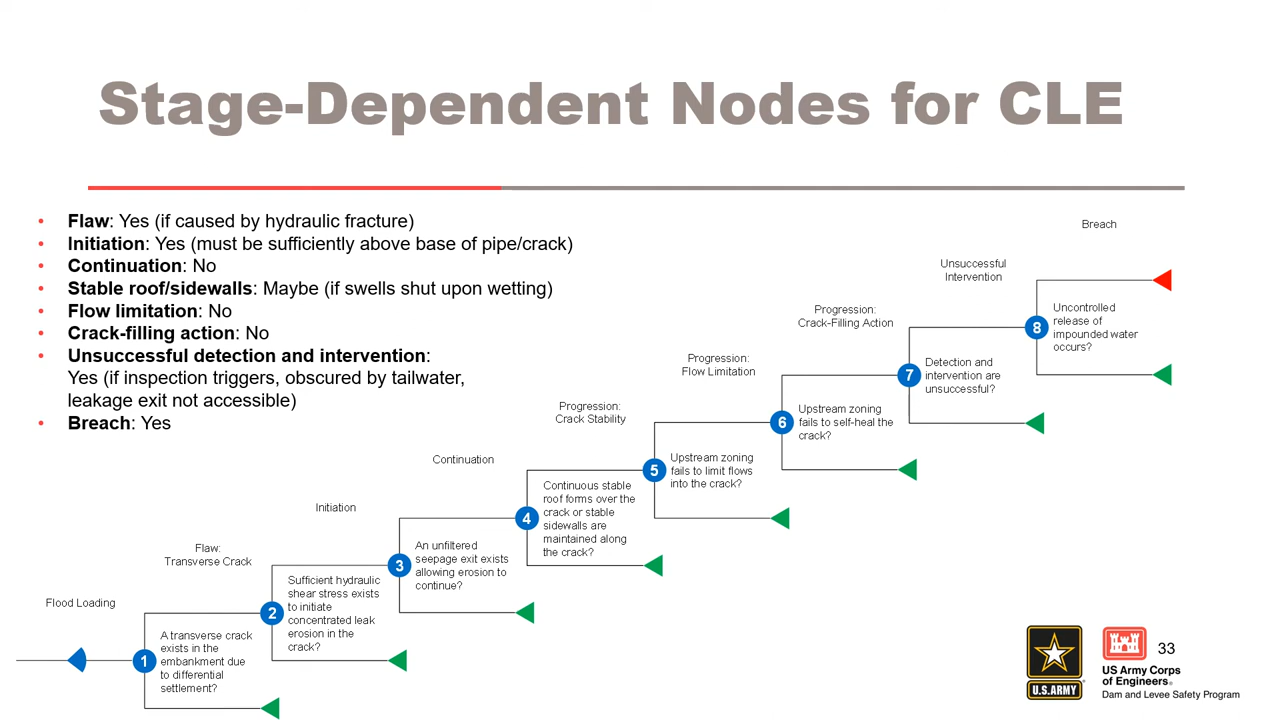 Stage-Dependent Nodes for CLE
• Flaw: Yes (if caused by hydraulic fracture)
• Initiation: Yes (must be sufficiently above base of pipe/crack)
• Continuation: No
• Stable roof/sidewalls: Maybe (if swells shut upon wetting)
• Flow limitation: No
• Crack-filling action: No
• Unsuccessful detection and intervention:
Yes (if inspection triggers, obscured by tailwater,
leakage exit not accessible)
• Breach: Yes
Flood Loading
1
A transverse crack
exists in the
embankment due
to differential
settlement?
Flaw:
Transverse Crack
2
Sufficient hydraulic
shear stress exists
to initiate
concentrated leak
erosion in the
crack?
Initiation
3
An unfiltered
seepage exit exists
allowing erosion to
continue?
Continuation
4
Continuous stable
roof forms over the
crack or stable
sidewalls are
maintained along
the crack?
Progression:
Crack Stability
5
Upstream zoning
fails to limit flows
into the crack?
Progression:
Flow Limitation
6
Upstream zoning
fails to self-heal the
crack?
Progression:
Crack-Filling Action
7
Detection and
intervention are
unsuccessful?
Unsuccessful
Intervention
8
Uncontrolled
release of
impounded water
occurs?
Breach
U.S.ARMY
US Army Corps
of Engineers®
Dam and Levee Safety Program
33